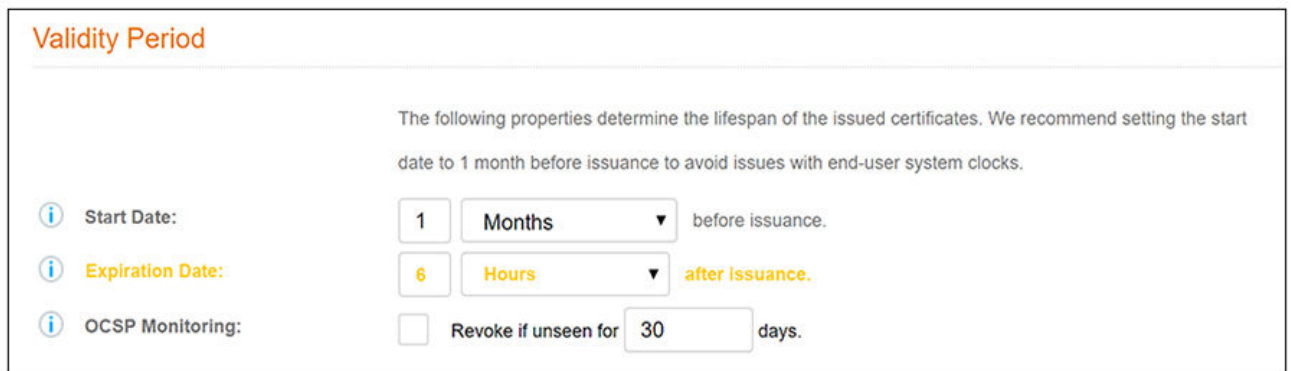 Validity Period
The following properties determine the lifespan of the issued certificates. We recommend setting the start
date to 1 month before issuance to avoid issues with end-user system clocks.
Start Date: 1 Months before issuance.
Expiration Date: 6 Hours after issuance.
OCSP Monitoring: Revoke if unseen for 30 days.